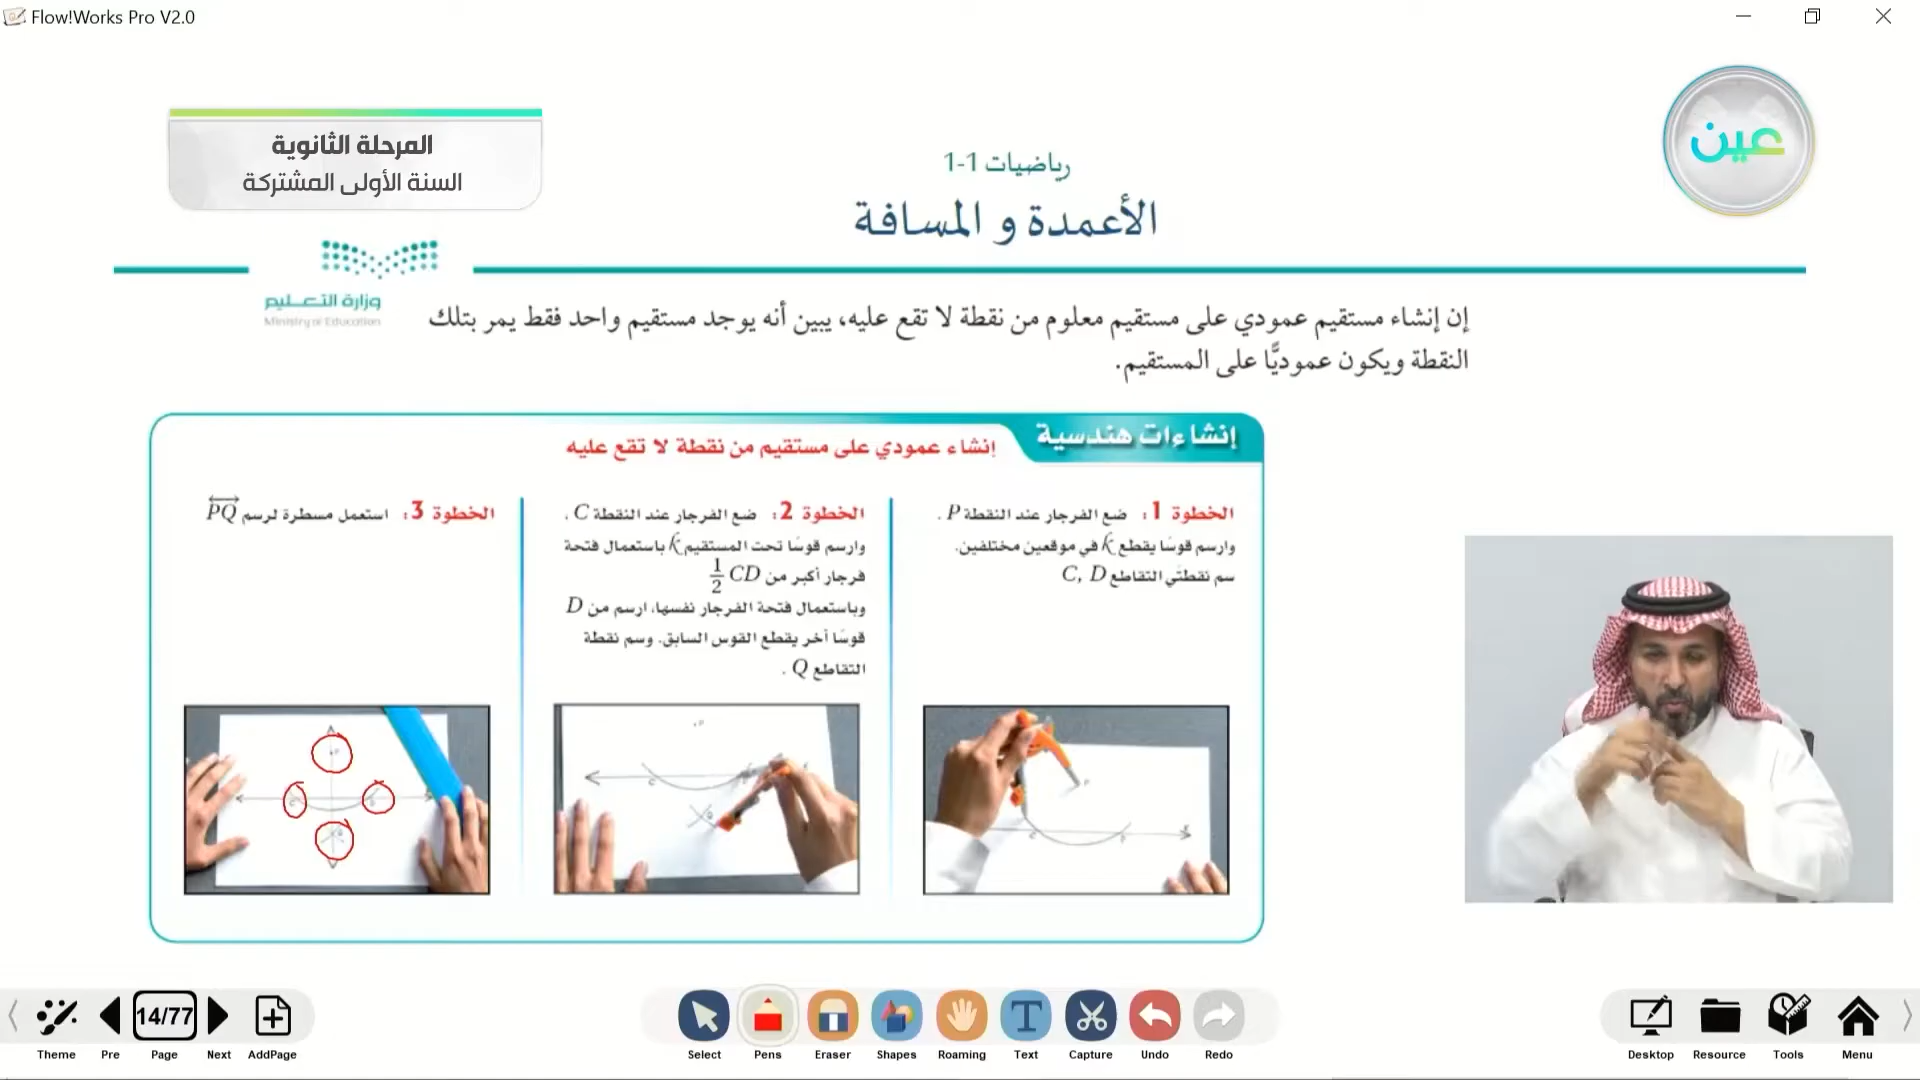 Flow!Works Pro V2.0
المرحلة الثانوية
السنة الأولى المشتركة
عين
رياضيات 1-1
الأعمدة و المسافة
وزارة التعليم
Ministry of Education
إن إنشاء مستقيم عمودي على مستقيم معلوم من نقطة لا تقع عليه، يبين أنه يوجد مستقيم واحد فقط يمر بتلك
النقطة ويكون عموديًّا على المستقيم.
إنشاءات هندسية
إنشاء عمودي على مستقيم من نقطة لا تقع عليه
الخطوة 1: ضع الفرجار عند النقطة P .
وارسم قوسًا يقطع k في موقعين مختلفين.
سم نقطتي التقاطع C, D
الخطوة 2: ضع الفرجار عند النقطة C .
وارسم قوسًا تحت المستقيم k باستعمال فتحة
فرجار أكبر من 1/2 CD
وباستعمال فتحة الفرجار نفسها، ارسم من D
قوسًا آخر يقطع القوس السابق. وسم نقطة
التقاطع Q .
الخطوة 3: استعمل مسطرة لرسم PQ
14/77
Theme
Pre
Page
Next
AddPage
Select
Pens
Eraser
Shapes
Roaming
Text
Capture
Undo
Redo
Desktop
Resource
Tools
Menu